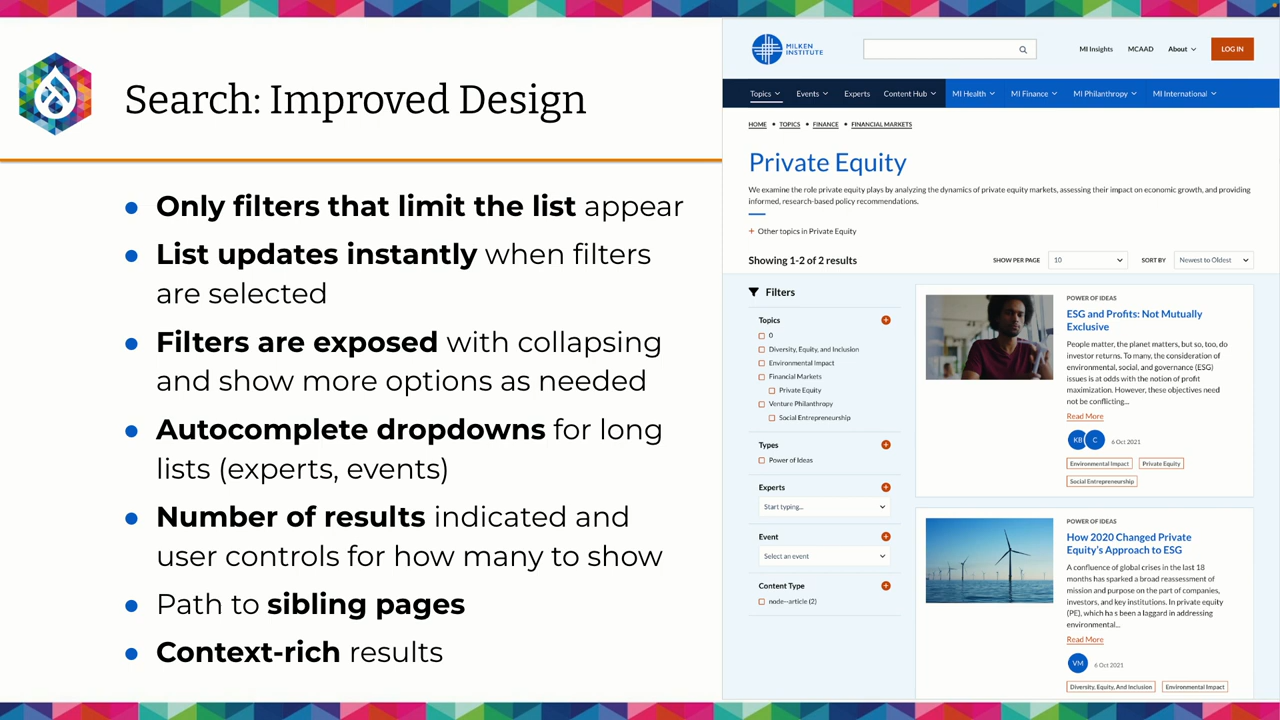 Search: Improved Design
● Only filters that limit the list appear
● List updates instantly when filters
are selected
● Filters are exposed with collapsing
and show more options as needed
● Autocomplete dropdowns for long
lists (experts, events)
● Number of results indicated and
user controls for how many to show
● Path to sibling pages
● Context-rich results
MILKEN
INSTITUTE
MI Insights MCAAD About LOG IN
Topics Events Experts Content Hub MI Health MI Finance MI Philanthropy MI International
HOME • TOPICS • FINANCE • FINANCIAL MARKETS
Private Equity
We examine the role private equity plays by analyzing the dynamics of private equity markets, assessing their impact on economic growth, and providing
informed, research-based policy recommendations.
+ Other topics in Private Equity
Showing 1-2 of 2 results
SHOW PER PAGE 10 SORT BY Newest to Oldest
Filters
Topics
0
Diversity, Equity, and Inclusion
Environmental Impact
Financial Markets
Private Equity
Venture Philanthropy
Social Entrepreneurship
Types
Power of Ideas
Experts
Start typing...
Event
Select an event
Content Type
node--article (2)
POWER OF IDEAS
ESG and Profits: Not Mutually
Exclusive
People matter, the planet matters, but so, too, do
investor returns. To many, the consideration of
environmental, social, and governance (ESG)
issues is at odds with the notion of profit
maximization. However, these objectives need
not be conflicting...
Read More
KB C 6 Oct 2021
Environmental Impact Private Equity
Social Entrepreneurship
POWER OF IDEAS
How 2020 Changed Private
Equity's Approach to ESG
A confluence of global crises in the last 18
months has sparked a broad reassessment of
mission and purpose on the part of companies,
investors, and key institutions. In private equity
(PE), which ha s been a laggard in addressing
environmental...
Read More
VM 6 Oct 2021
Diversity, Equity, And Inclusion Environmental Impact